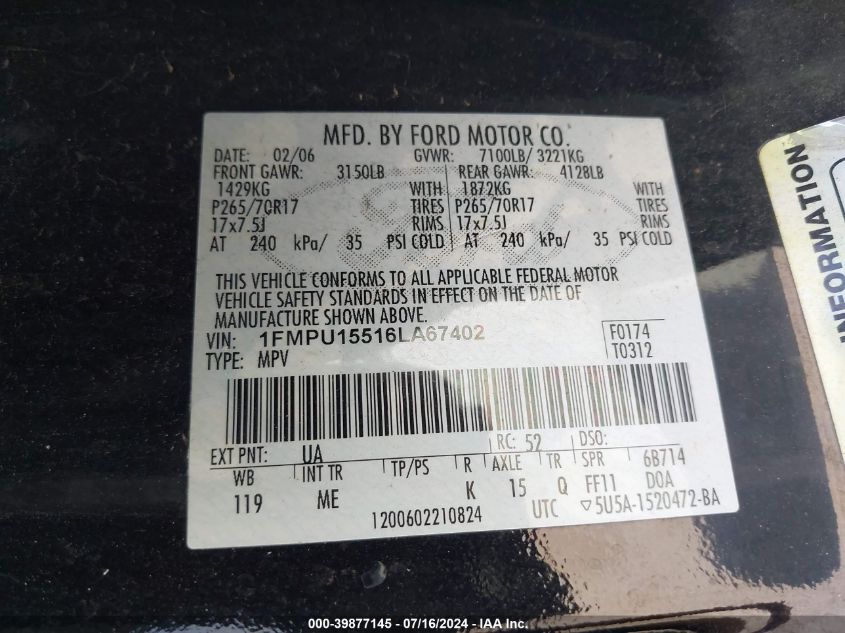 MFD. BY FORD MOTOR CO.
DATE: 02/06 GVWR: 7100LB/ 3221KG
FRONT GAWR: 3150LB REAR GAWR: 4128LB
1429KG WITH 1872KG WITH
P265/70R17 TIRES P265/70R17 TIRES
17x7.5J RIMS 17x7.5J RIMS
AT 240 kPa/ 35 PSI COLD AT 240 kPa/ 35 PSI COLD
THIS VEHICLE CONFORMS TO ALL APPLICABLE FEDERAL MOTOR
VEHICLE SAFETY STANDARDS IN EFFECT ON THE DATE OF
MANUFACTURE SHOWN ABOVE.
VIN: 1FMPU15516LA67402 F0174
TYPE: MPV T0312
EXT PNT: UA RC: 52 DSO:
WB INT TR TP/PS R AXLE TR SPR 6B714
119 ME K 15 Q FF11 DOA
1200602210824 UTC ▽5U5A-1520472-BA
INFORMATION
000-39877145 - 07/16/2024 - IAA, Inc.